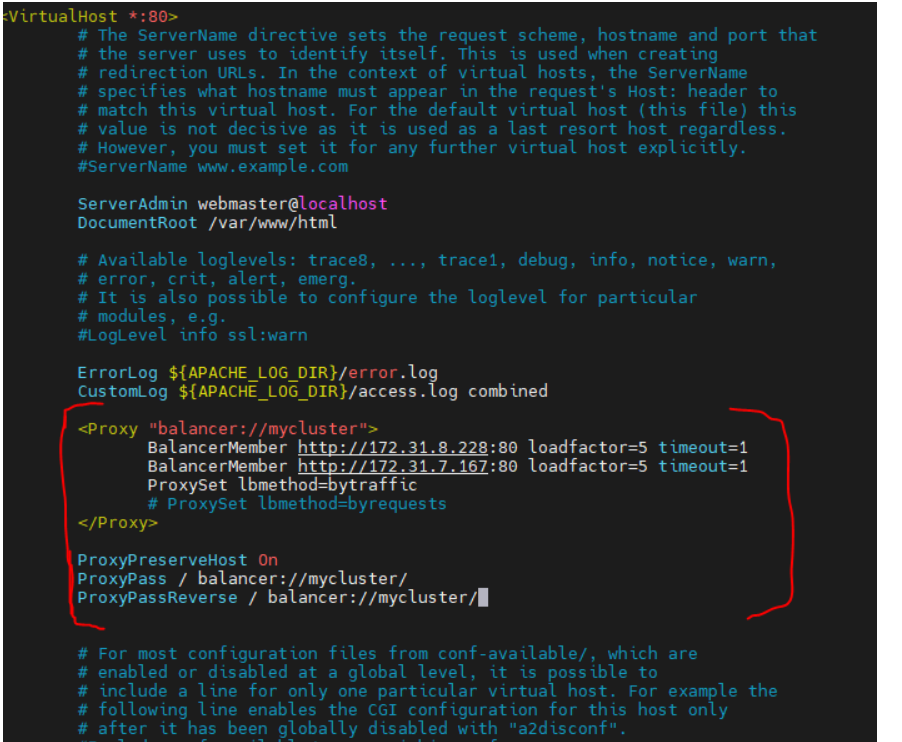 <VirtualHost *:80>
# The ServerName directive sets the request scheme, hostname and port that
# the server uses to identify itself. This is used when creating
# redirection URLs. In the context of virtual hosts, the ServerName
# specifies what hostname must appear in the request's Host: header to
# match this virtual host. For the default virtual host (this file) this
# value is not decisive as it is used as a last resort host regardless.
# However, you must set it for any further virtual host explicitly.
#ServerName www.example.com
ServerAdmin webmaster@localhost
DocumentRoot /var/www/html
# Available loglevels: trace8, ..., trace1, debug, info, notice, warn,
# error, crit, alert, emerg.
# It is also possible to configure the loglevel for particular
# modules, e.g.
#LogLevel info ssl:warn
ErrorLog ${APACHE_LOG_DIR}/error.log
CustomLog ${APACHE_LOG_DIR}/access.log combined
<Proxy "balancer://mycluster">
BalancerMember http://172.31.8.228:80 loadfactor=5 timeout=1
BalancerMember http://172.31.7.167:80 loadfactor=5 timeout=1
ProxySet lbmethod=bytraffic
# ProxySet lbmethod=byrequests
</Proxy>
ProxyPreserveHost On
ProxyPass / balancer://mycluster/
ProxyPassReverse / balancer://mycluster/
# For most configuration files from conf-available/, which are
# enabled or disabled at a global level, it is possible to
# include a line for only one particular virtual host. For example the
# following line enables the CGI configuration for this host only
# after it has been globally disabled with "a2disconf".